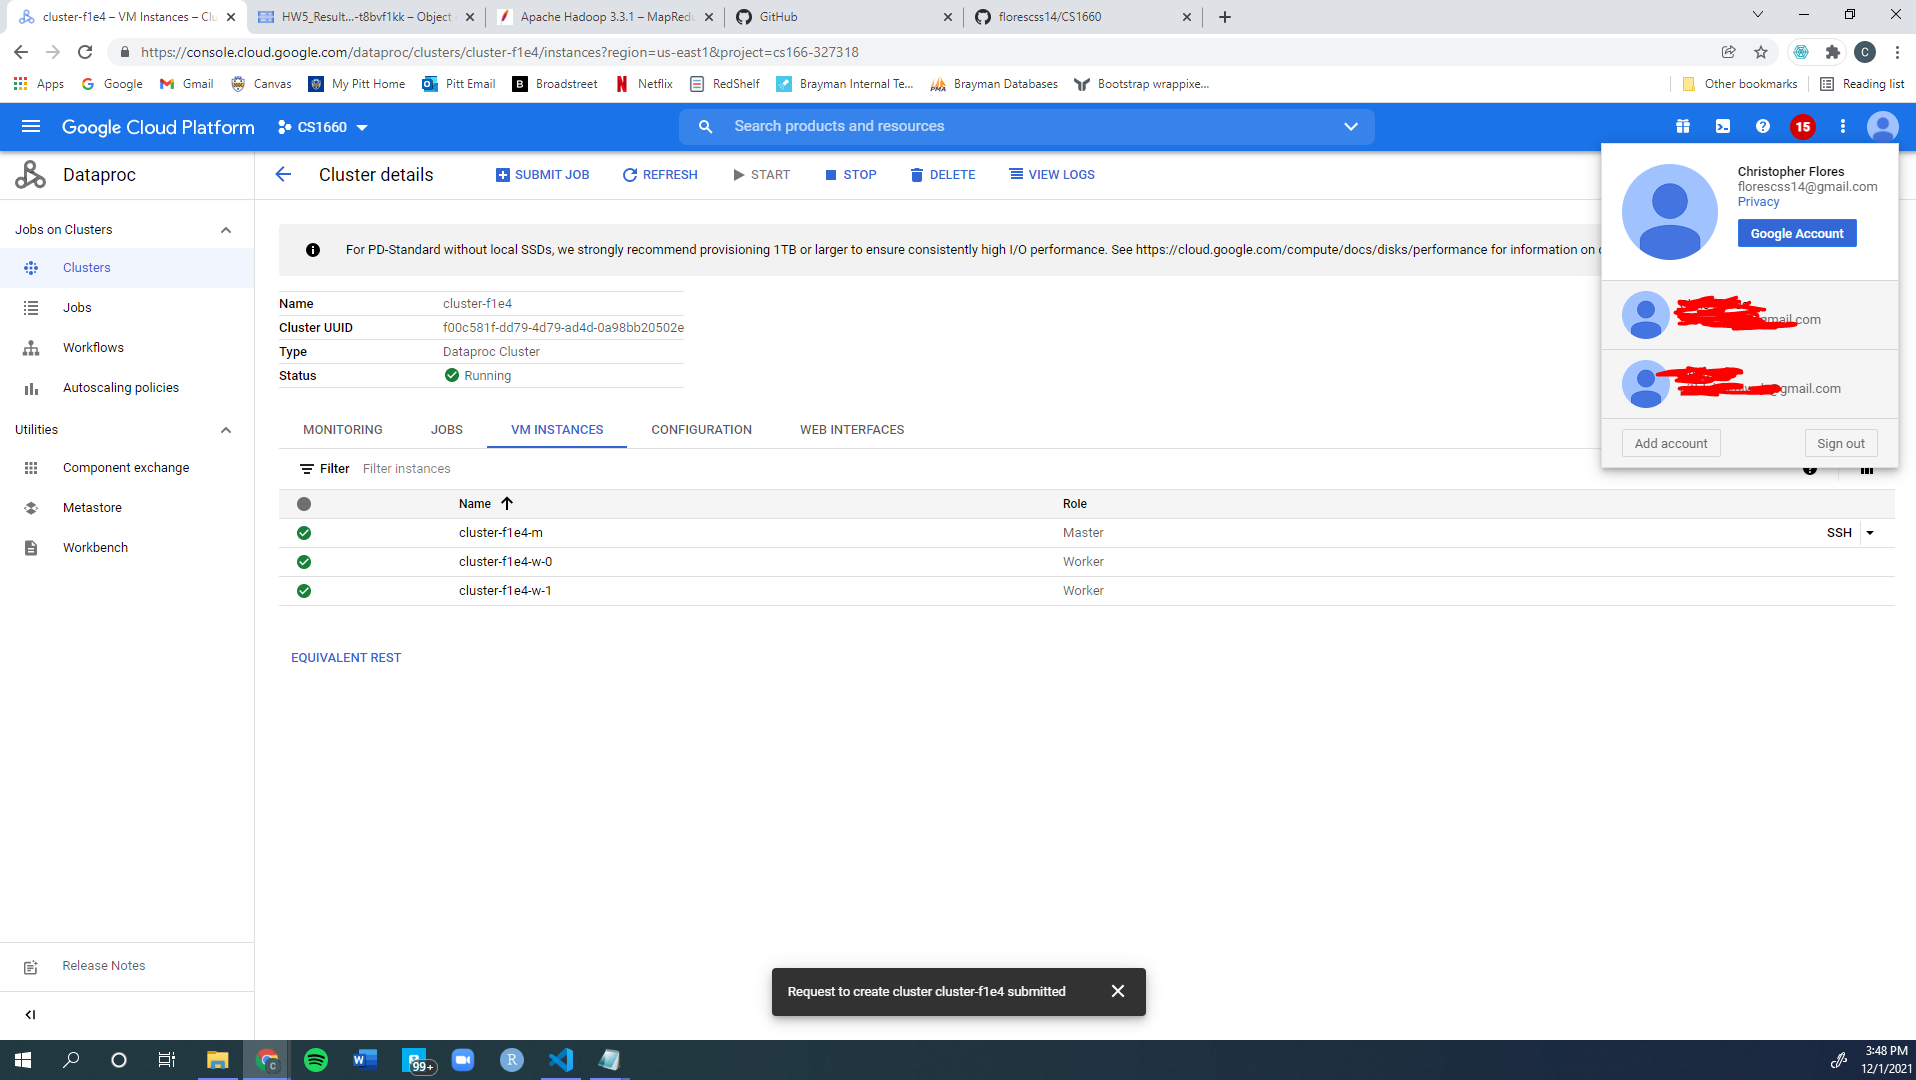 cluster-f1e4 – VM Instances – Clu
HW5_Result...-t8bvf1kk – Object
Apache Hadoop 3.3.1 – MapRedu
GitHub
florescss14/CS1660
https://console.cloud.google.com/dataproc/clusters/cluster-f1e4/instances?region=us-east1&project=cs166-327318
C
Apps
Google
Gmail
Canvas
My Pitt Home
Pitt Email
Broadstreet
Netflix
RedShelf
Brayman Internal Te...
Brayman Databases
Bootstrap wrappixe...
Other bookmarks
Reading list
Google Cloud Platform
CS1660
Search products and resources
15
Dataproc
Cluster details
SUBMIT JOB
REFRESH
START
STOP
DELETE
VIEW LOGS
Christopher Flores
florescss14@gmail.com
Privacy
Google Account
gmail.com
@gmail.com
Add account
Sign out
Jobs on Clusters
Clusters
Jobs
Workflows
Autoscaling policies
Utilities
Component exchange
Metastore
Workbench
For PD-Standard without local SSDs, we strongly recommend provisioning 1TB or larger to ensure consistently high I/O performance. See https://cloud.google.com/compute/docs/disks/performance for information on
Name cluster-f1e4
Cluster UUID f00c581f-dd79-4d79-ad4d-0a98bb20502e
Type Dataproc Cluster
Status Running
MONITORING
JOBS
VM INSTANCES
CONFIGURATION
WEB INTERFACES
Filter Filter instances
Name Role
cluster-f1e4-m Master SSH
cluster-f1e4-w-0 Worker
cluster-f1e4-w-1 Worker
EQUIVALENT REST
Release Notes
Request to create cluster cluster-f1e4 submitted
99+
3:48 PM
12/1/2021